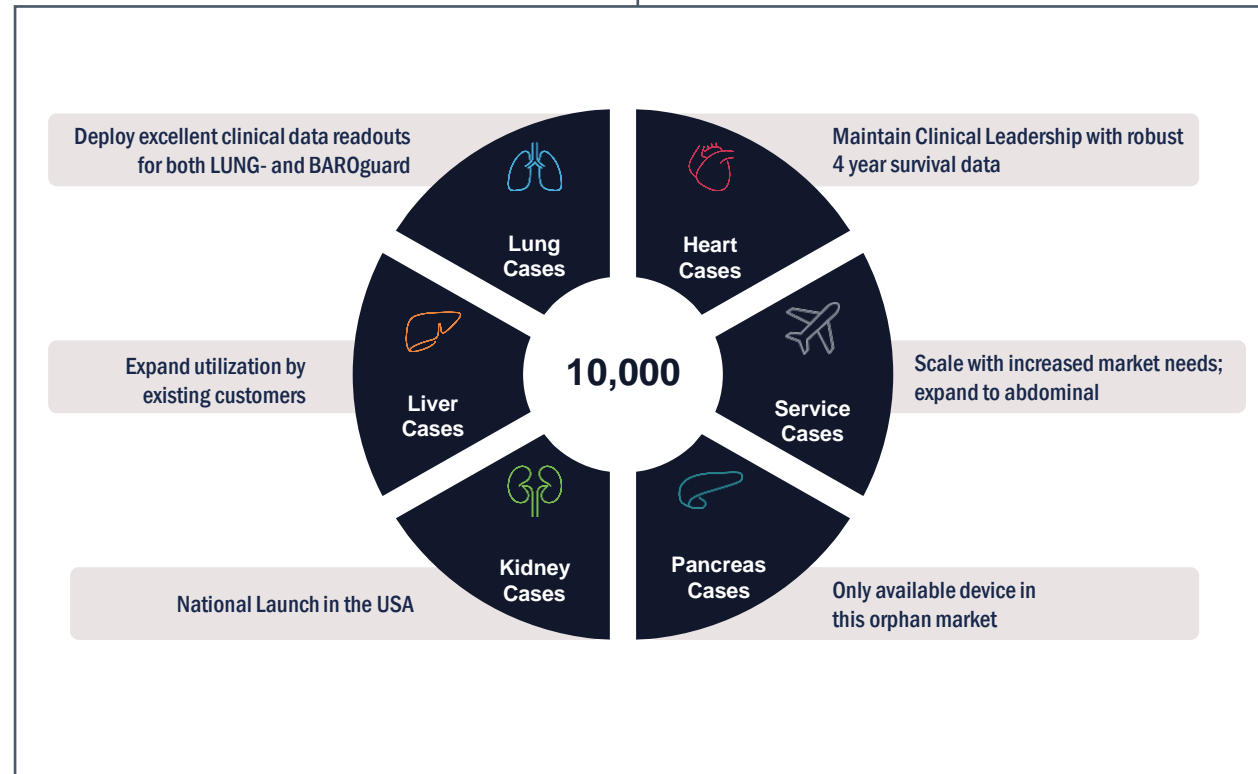 Deploy excellent clinical data readouts
for both LUNG- and BAROguard
Lung
Cases
Heart
Cases
Maintain Clinical Leadership with robust
4 year survival data
Expand utilization by
existing customers
Liver
Cases
10,000
Service
Cases
Scale with increased market needs;
expand to abdominal
National Launch in the USA
Kidney
Cases
Pancreas
Cases
Only available device in
this orphan market